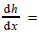 dh/dx =